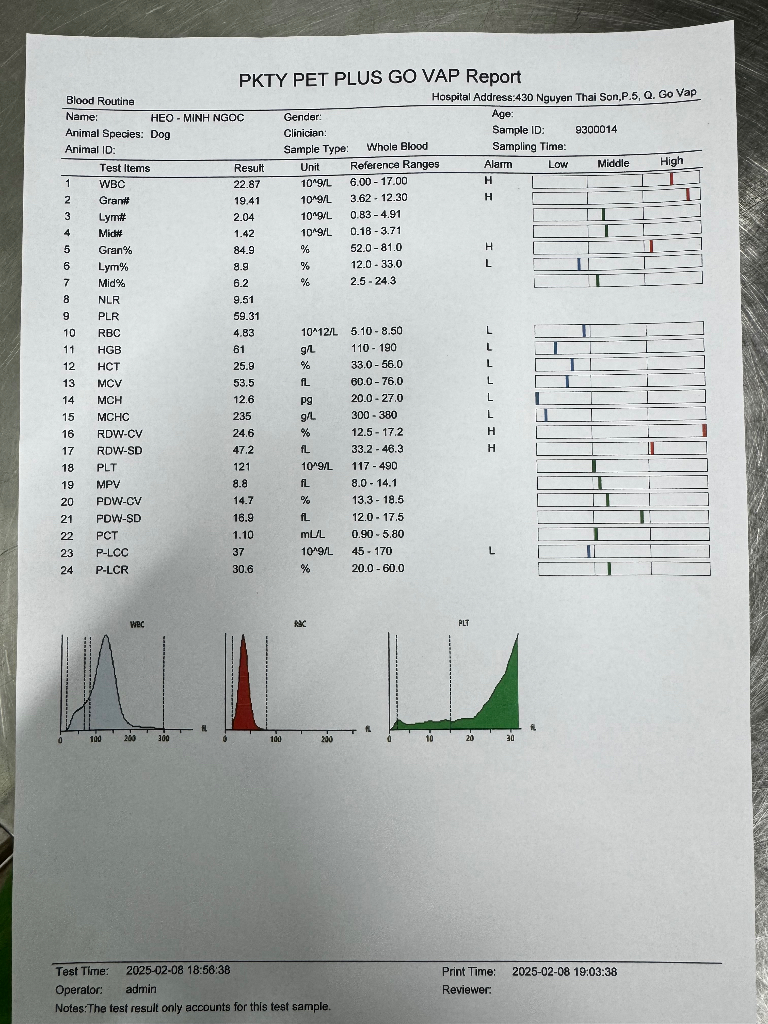 PKTY PET PLUS GO VAP Report
Blood Routine Hospital Address:430 Nguyen Thai Son,P.5, Q. Go Vap
Name: HEO - MINH NGOC Gender: Age:
Animal Species: Dog Clinician: Sample ID: 9300014
Animal ID: Sample Type: Whole Blood Sampling Time:
Test Items Result Unit Reference Ranges Alarm Low Middle High
1 WBC 22.87 10^9/L 6.00 - 17.00 H
2 Gran# 19.41 10^9/L 3.62 - 12.30 H
3 Lym# 2.04 10^9/L 0.83 - 4.91
4 Mid# 1.42 10^9/L 0.18 - 3.71
5 Gran% 84.9 % 52.0 - 81.0 H
6 Lym% 8.9 % 12.0 - 33.0 L
7 Mid% 6.2 % 2.5 - 24.3
8 NLR 9.51
9 PLR 59.31
10 RBC 4.83 10^12/L 5.10 - 8.50 L
11 HGB 61 g/L 110 - 190 L
12 HCT 25.9 % 33.0 - 56.0 L
13 MCV 53.5 fL 60.0 - 76.0 L
14 MCH 12.6 pg 20.0 - 27.0 L
15 MCHC 235 g/L 300 - 380 L
16 RDW-CV 24.6 % 12.5 - 17.2 H
17 RDW-SD 47.2 fL 33.2 - 46.3 H
18 PLT 121 10^9/L 117 - 490
19 MPV 8.8 fL 8.0 - 14.1
20 PDW-CV 14.7 % 13.3 - 18.5
21 PDW-SD 16.9 fL 12.0 - 17.5
22 PCT 1.10 mL/L 0.90 - 5.80
23 P-LCC 37 10^9/L 45 - 170 L
24 P-LCR 30.6 % 20.0 - 60.0
WBC RBC PLT
0 100 200 300 fL 0 100 200 fL 0 10 20 30 fL
Test Time: 2025-02-08 18:56:38 Print Time: 2025-02-08 19:03:38
Operator: admin Reviewer:
Notes:The test result only accounts for this test sample.